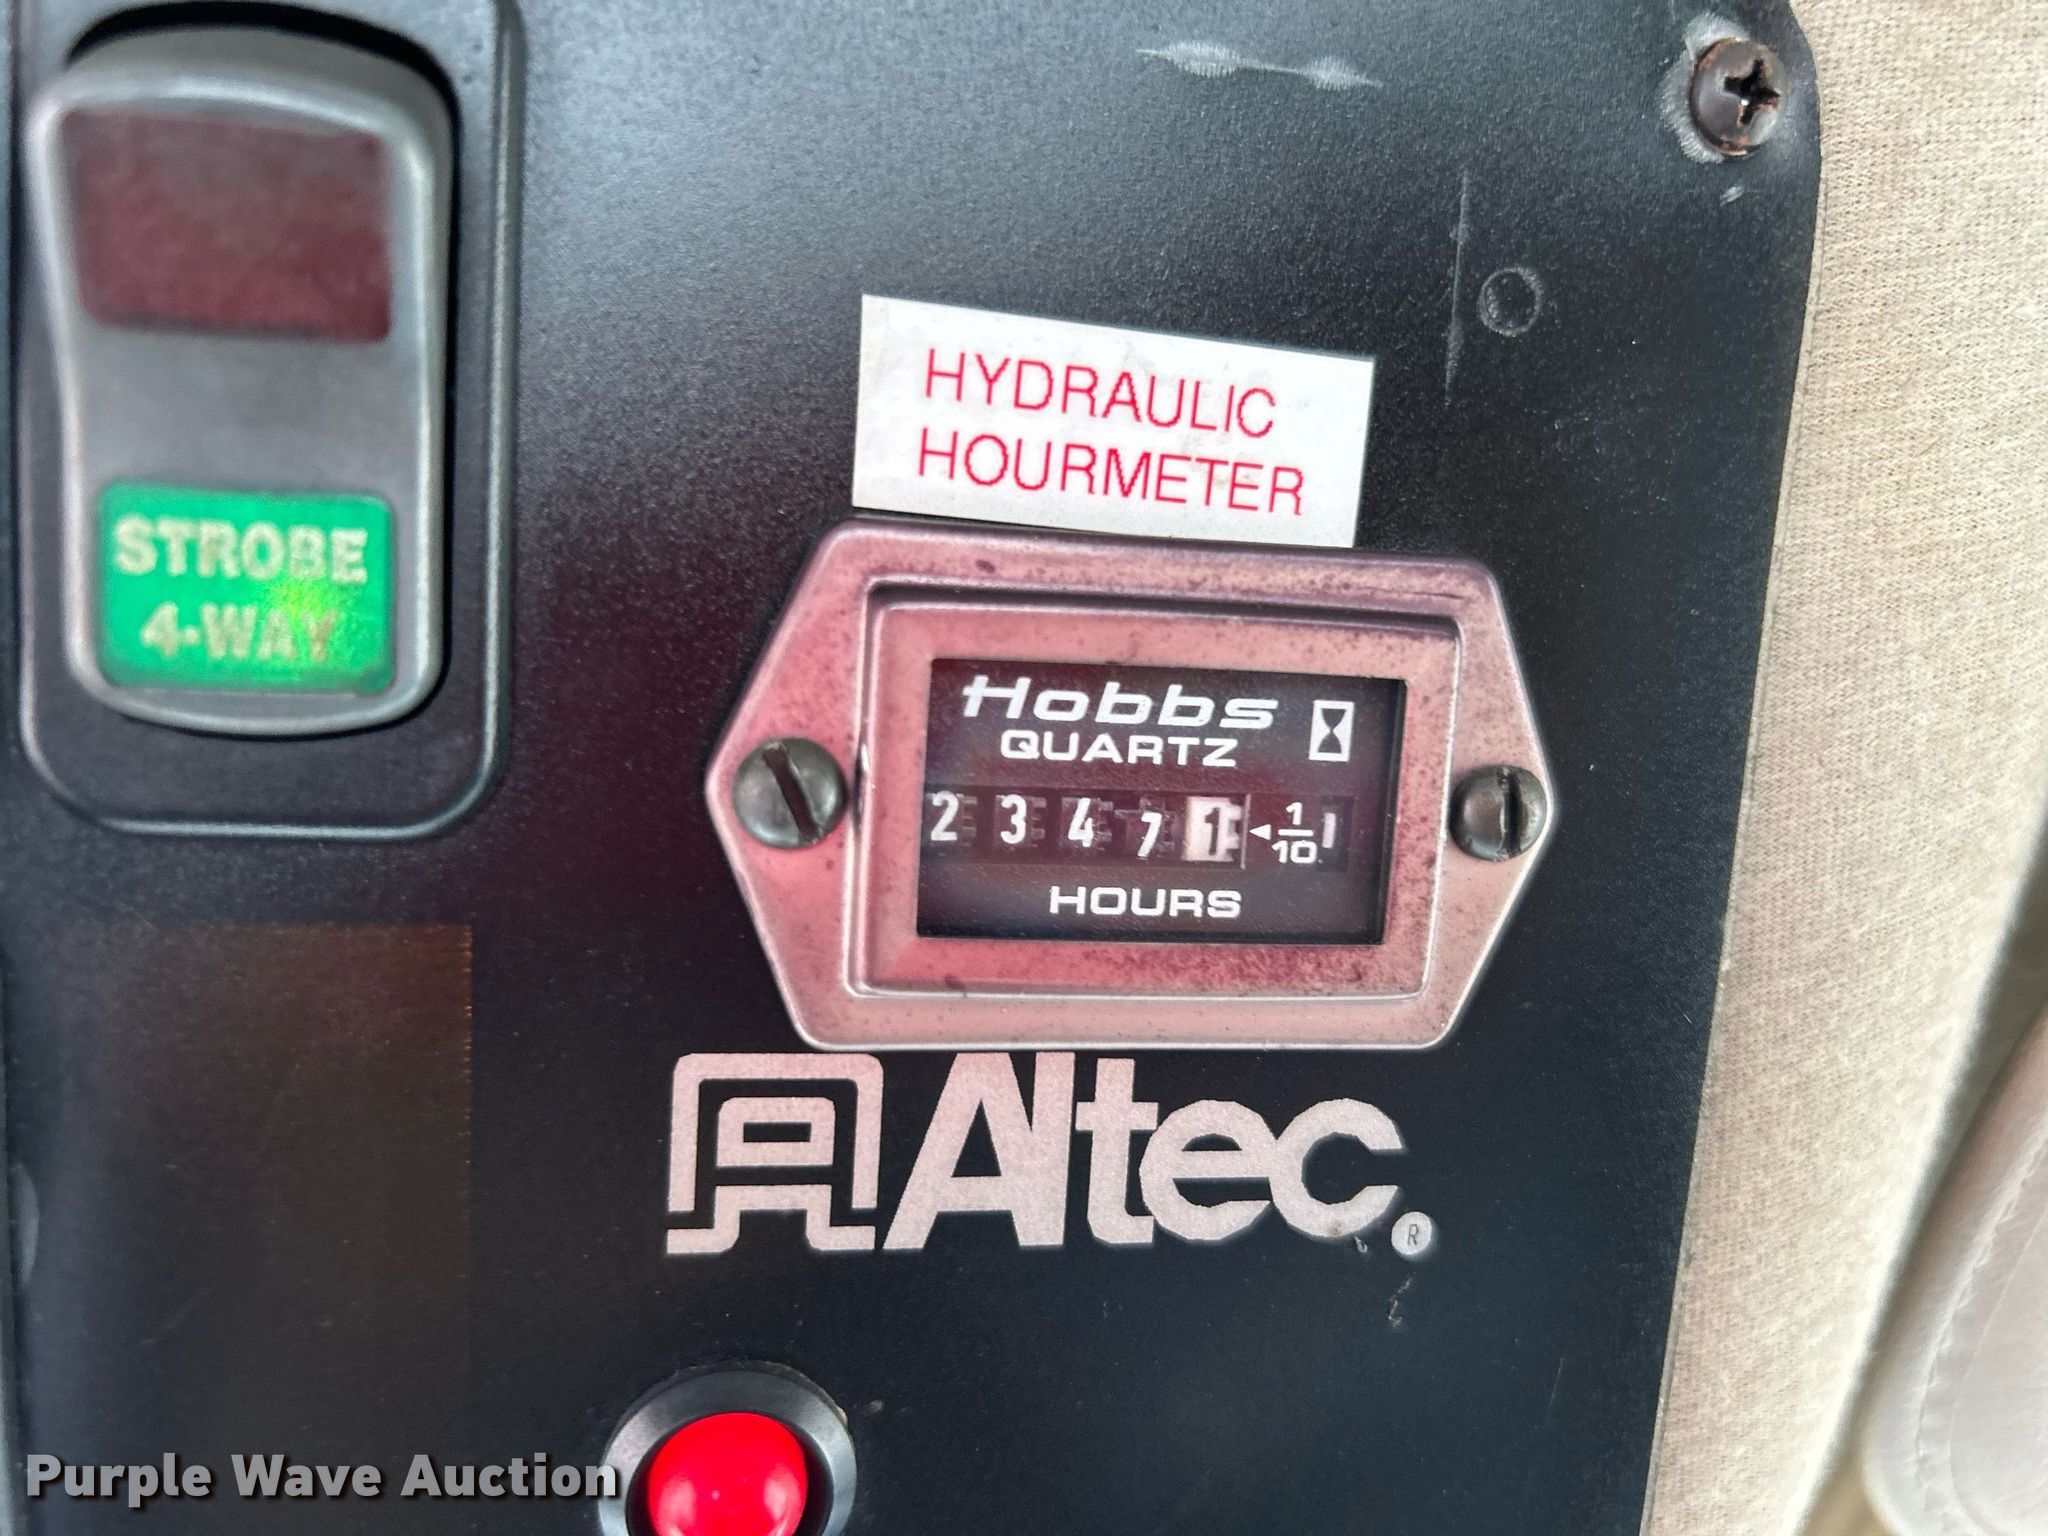 HYDRAULIC
HOURMETER
STROBE
4-WAY
Hobbs
QUARTZ
2 3 4 7 1 1/10
HOURS
Altec®
Purple Wave Auction